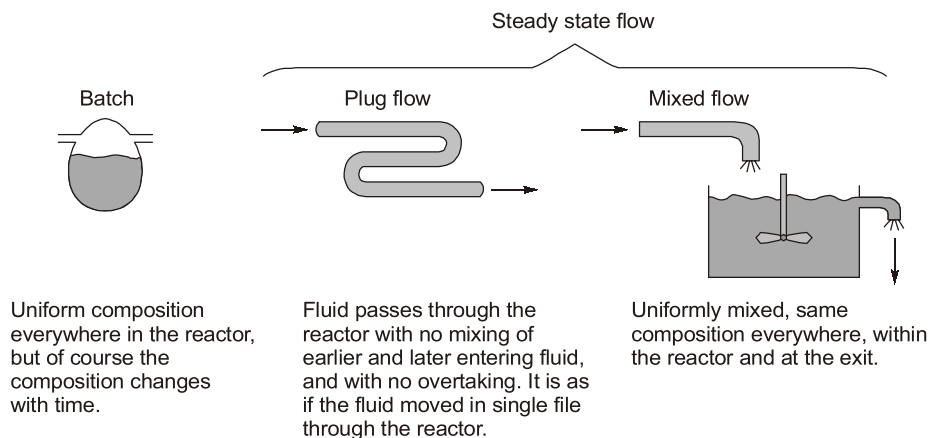 Steady state flow
Batch
Plug flow
Mixed flow
Uniform composition
everywhere in the reactor,
but of course the
composition changes
with time.
Fluid passes through the
reactor with no mixing of
earlier and later entering fluid,
and with no overtaking. It is as
if the fluid moved in single file
through the reactor.
Uniformly mixed, same
composition everywhere, within
the reactor and at the exit.